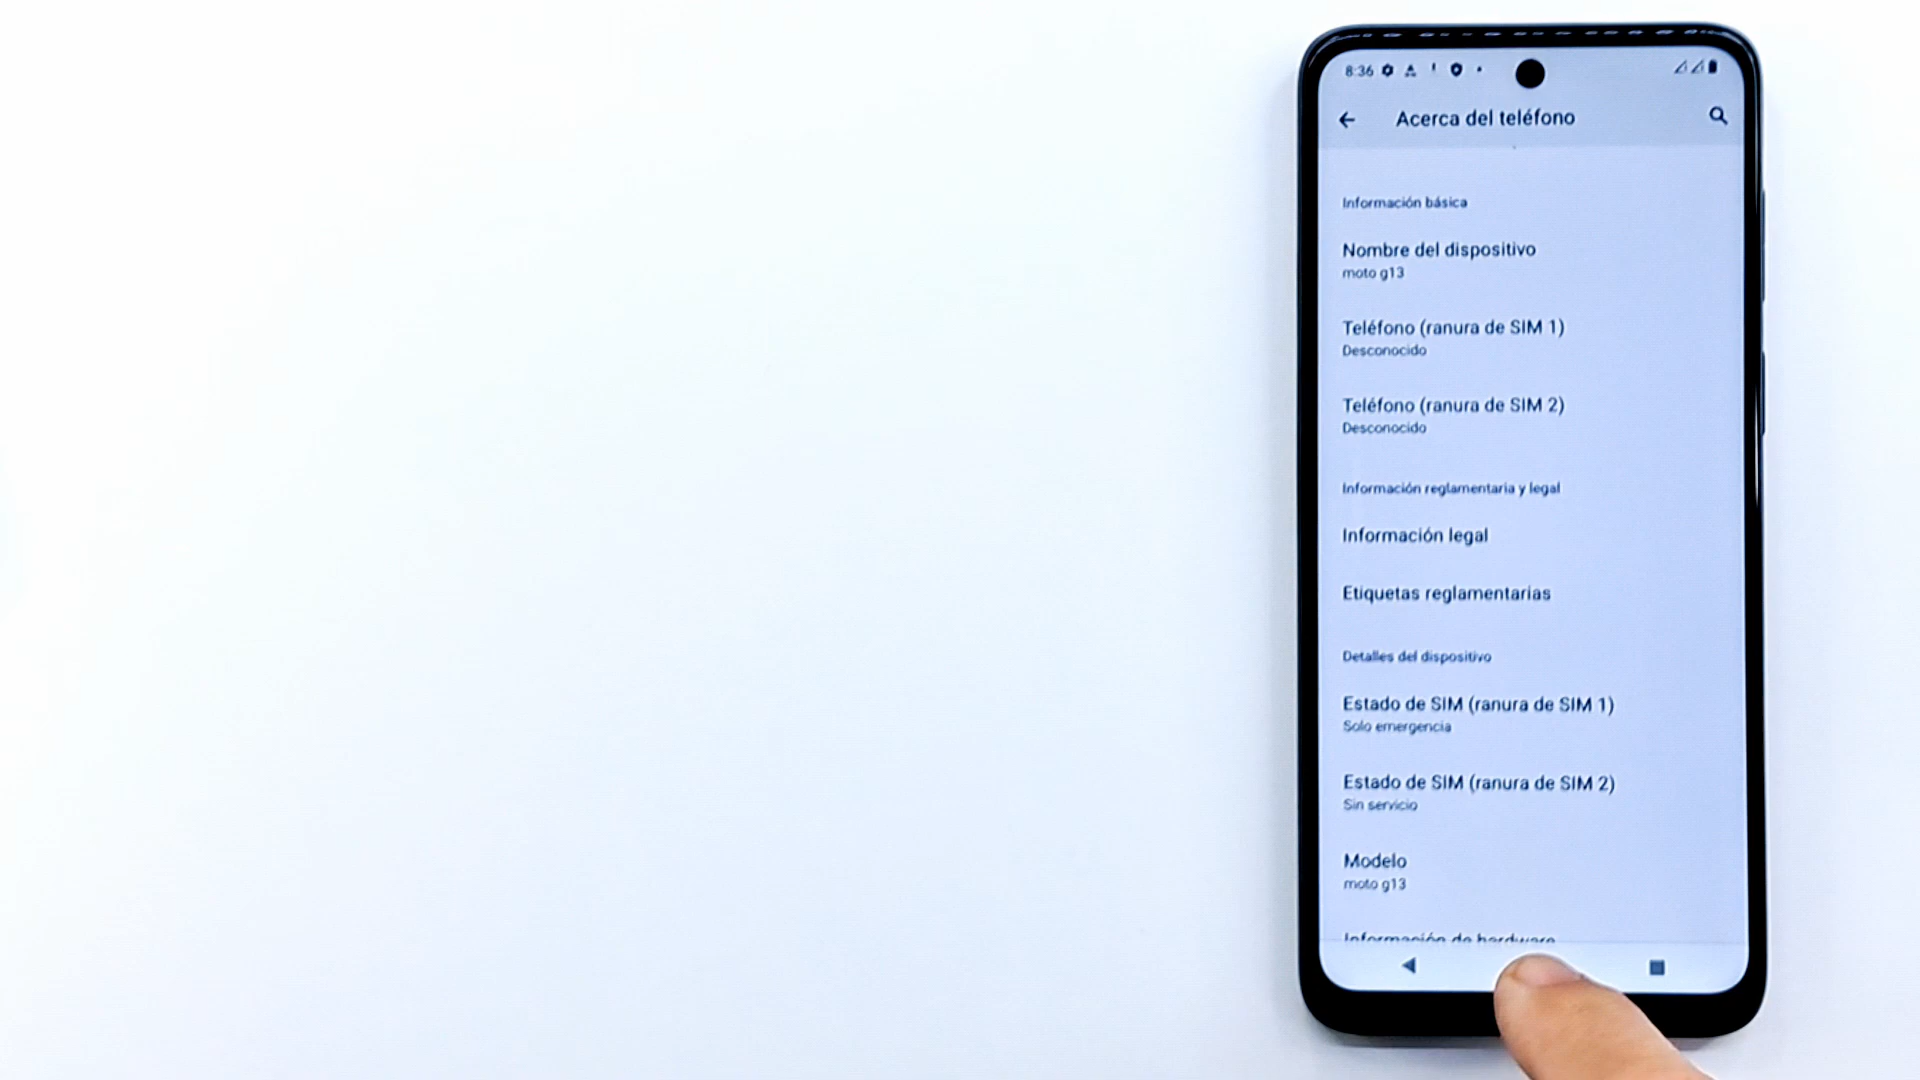 8:36
Acerca del teléfono
Información básica
Nombre del dispositivo
moto g13
Teléfono (ranura de SIM 1)
Desconocido
Teléfono (ranura de SIM 2)
Desconocido
Información reglamentaria y legal
Información legal
Etiquetas reglamentarias
Detalles del dispositivo
Estado de SIM (ranura de SIM 1)
Solo emergencia
Estado de SIM (ranura de SIM 2)
Sin servicio
Modelo
moto g13
Información de hardware